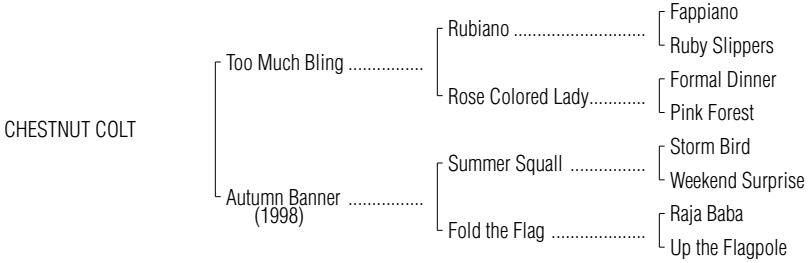 Fappiano
Rubiano ............................
Ruby Slippers
Too Much Bling ................
Formal Dinner
Rose Colored Lady............
Pink Forest
CHESTNUT COLT
Storm Bird
Summer Squall ................
Weekend Surprise
Autumn Banner ................
(1998)
Raja Baba
Fold the Flag ....................
Up the Flagpole